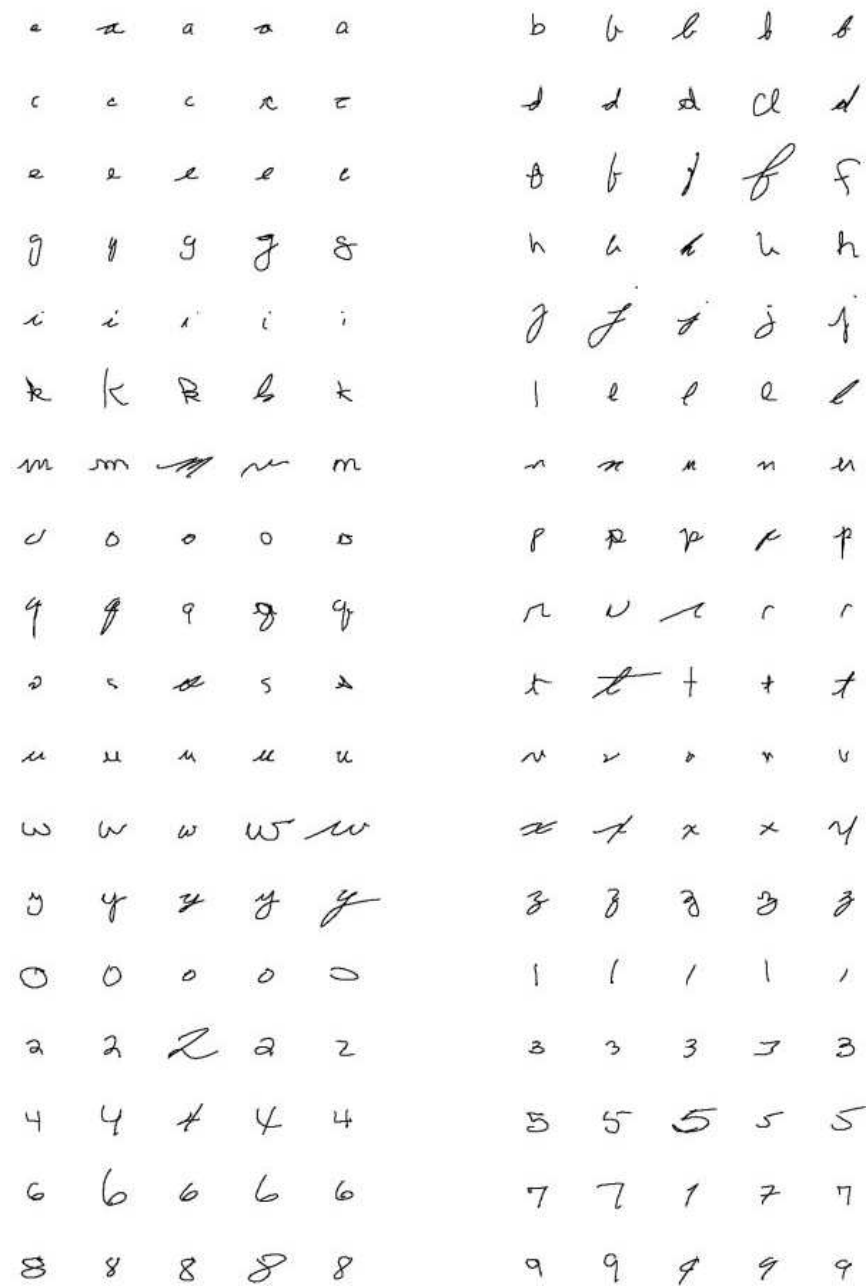 a a a a a b b b b b
c c c c c d d d d d
e e e e e f f f f f
g g g g g h h h h h
i i i i i j j j j j
k k k k k l l l l l
m m m m m n n n n n
o o o o o p p p p p
q q q q q r r r r r
s s s s s t t t t t
u u u u u v v v v v
w w w w w x x x x x
y y y y y z z z z z
0 0 0 0 0 1 1 1 1 1
2 2 2 2 2 3 3 3 3 3
4 4 4 4 4 5 5 5 5 5
6 6 6 6 6 7 7 7 7 7
8 8 8 8 8 9 9 9 9 9